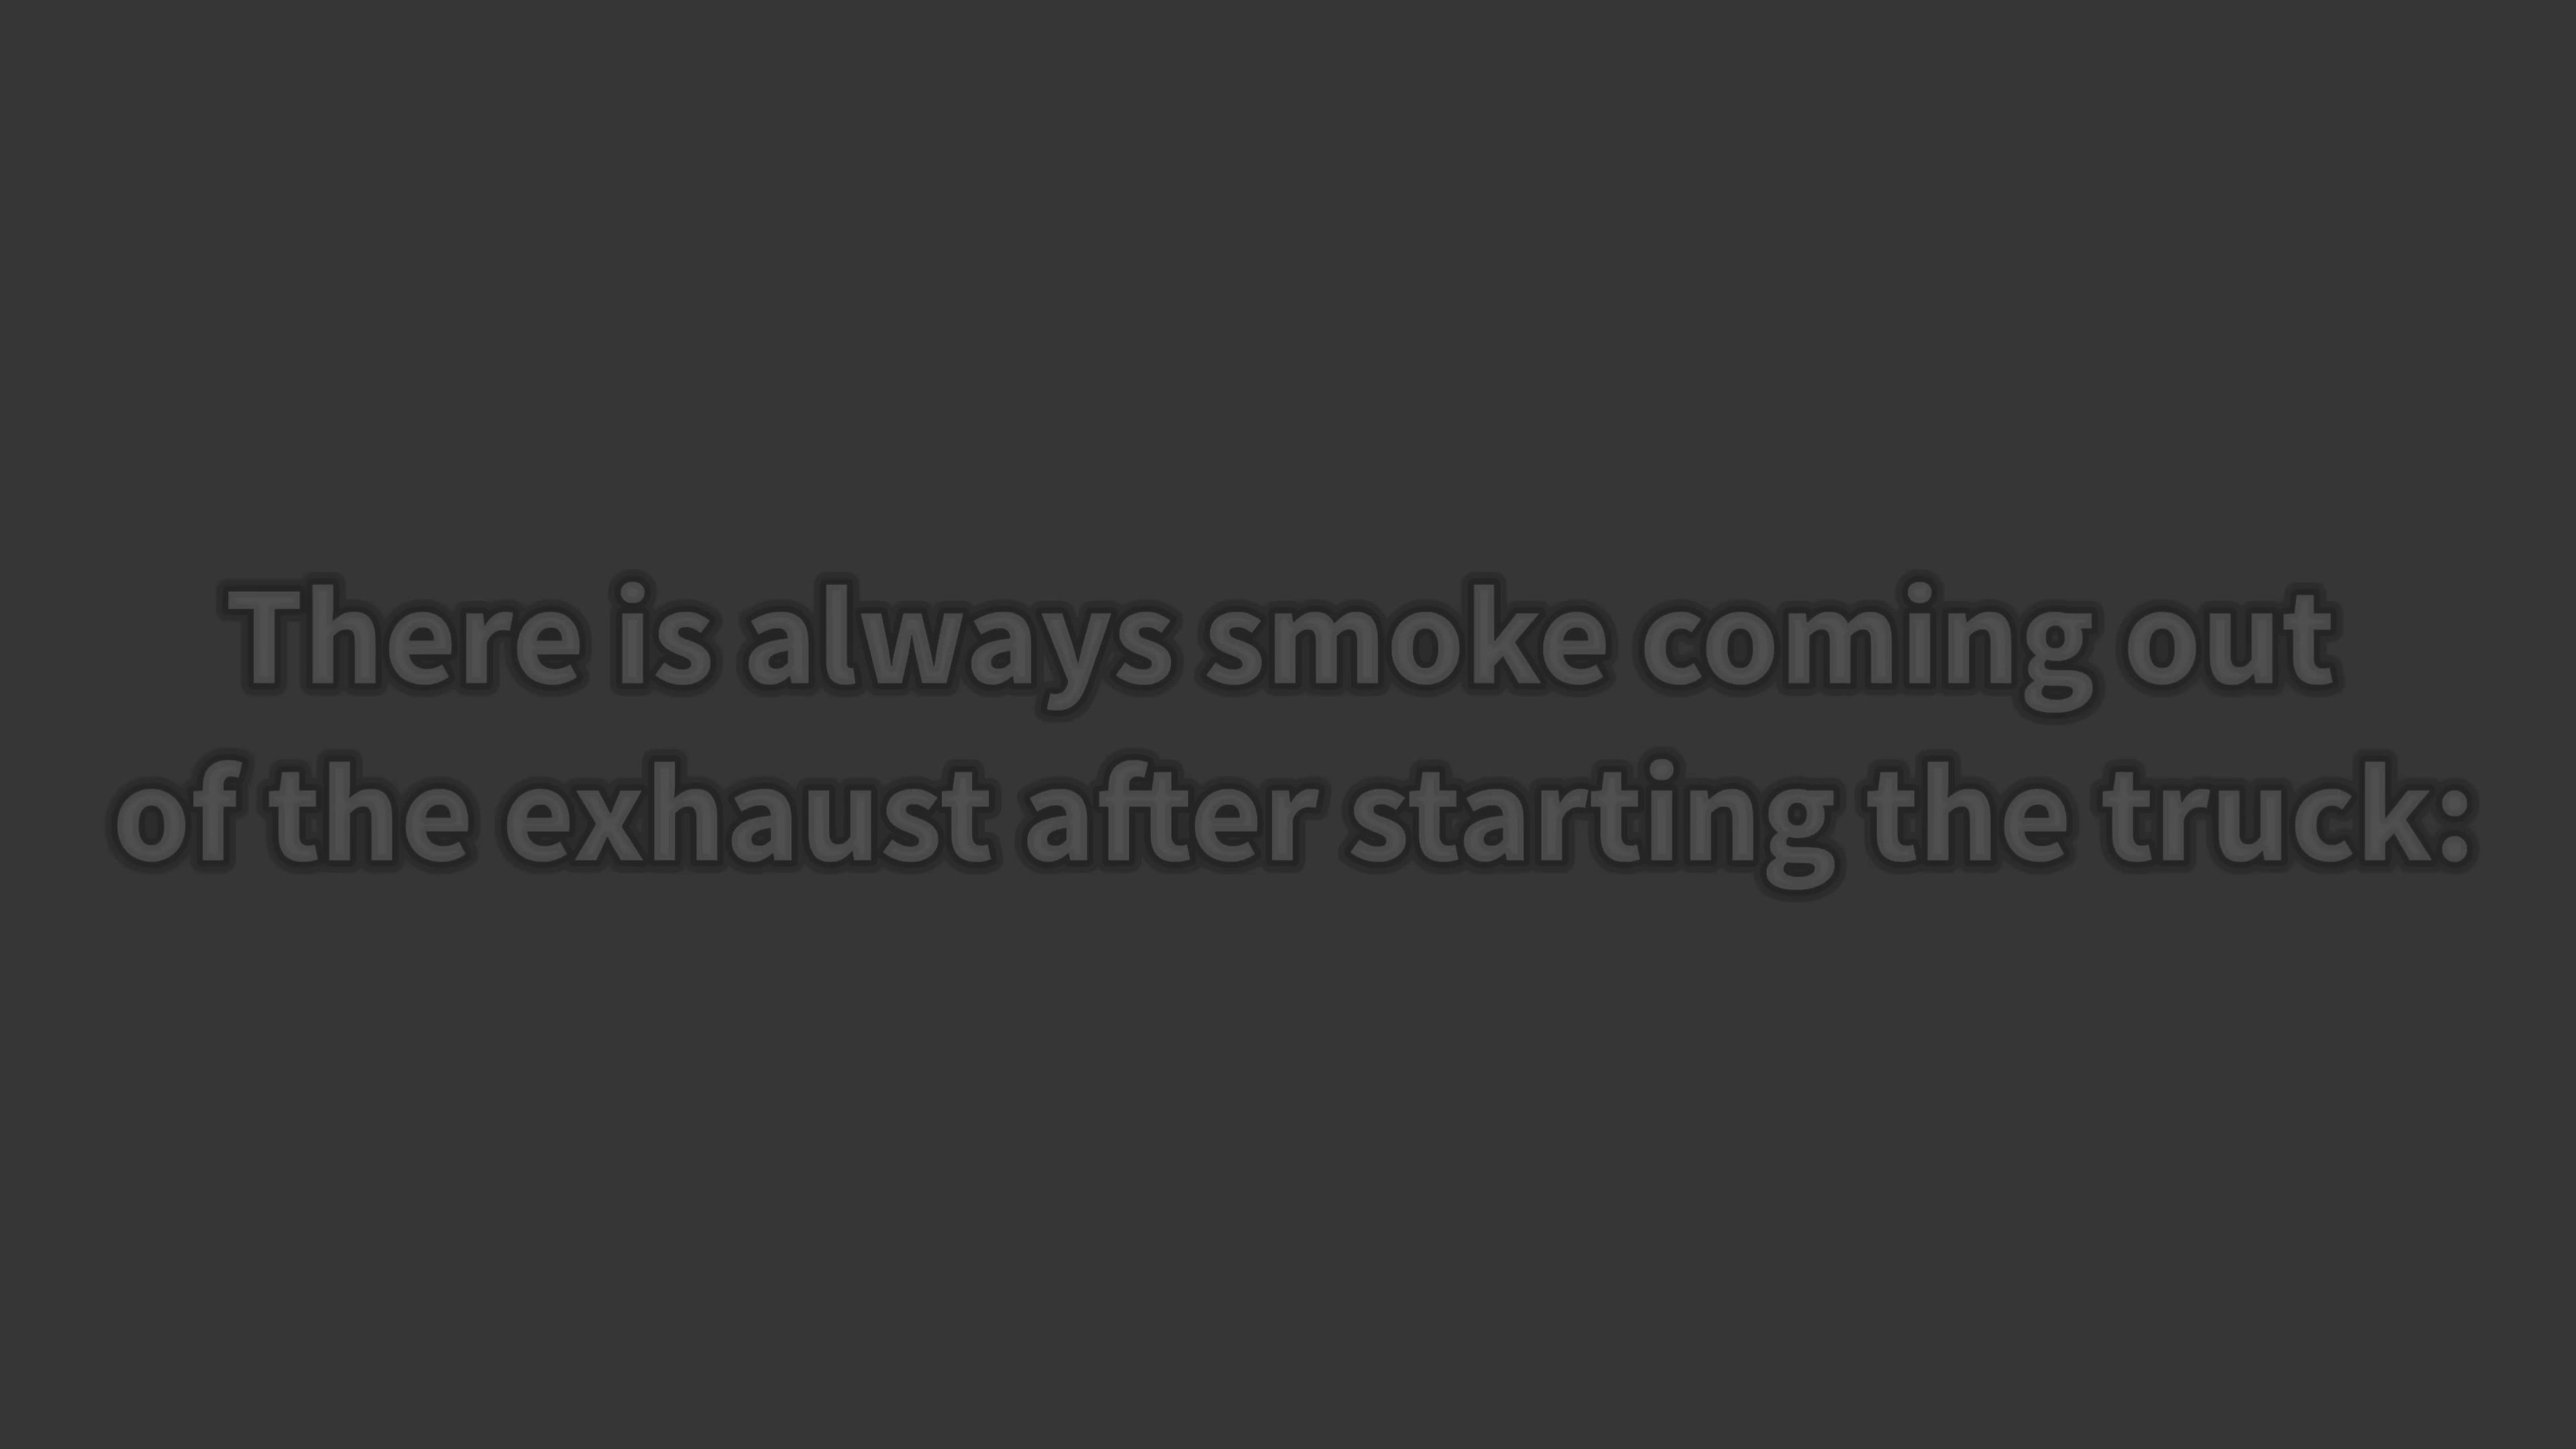 There is always smoke coming out
of the exhaust after starting the truck: